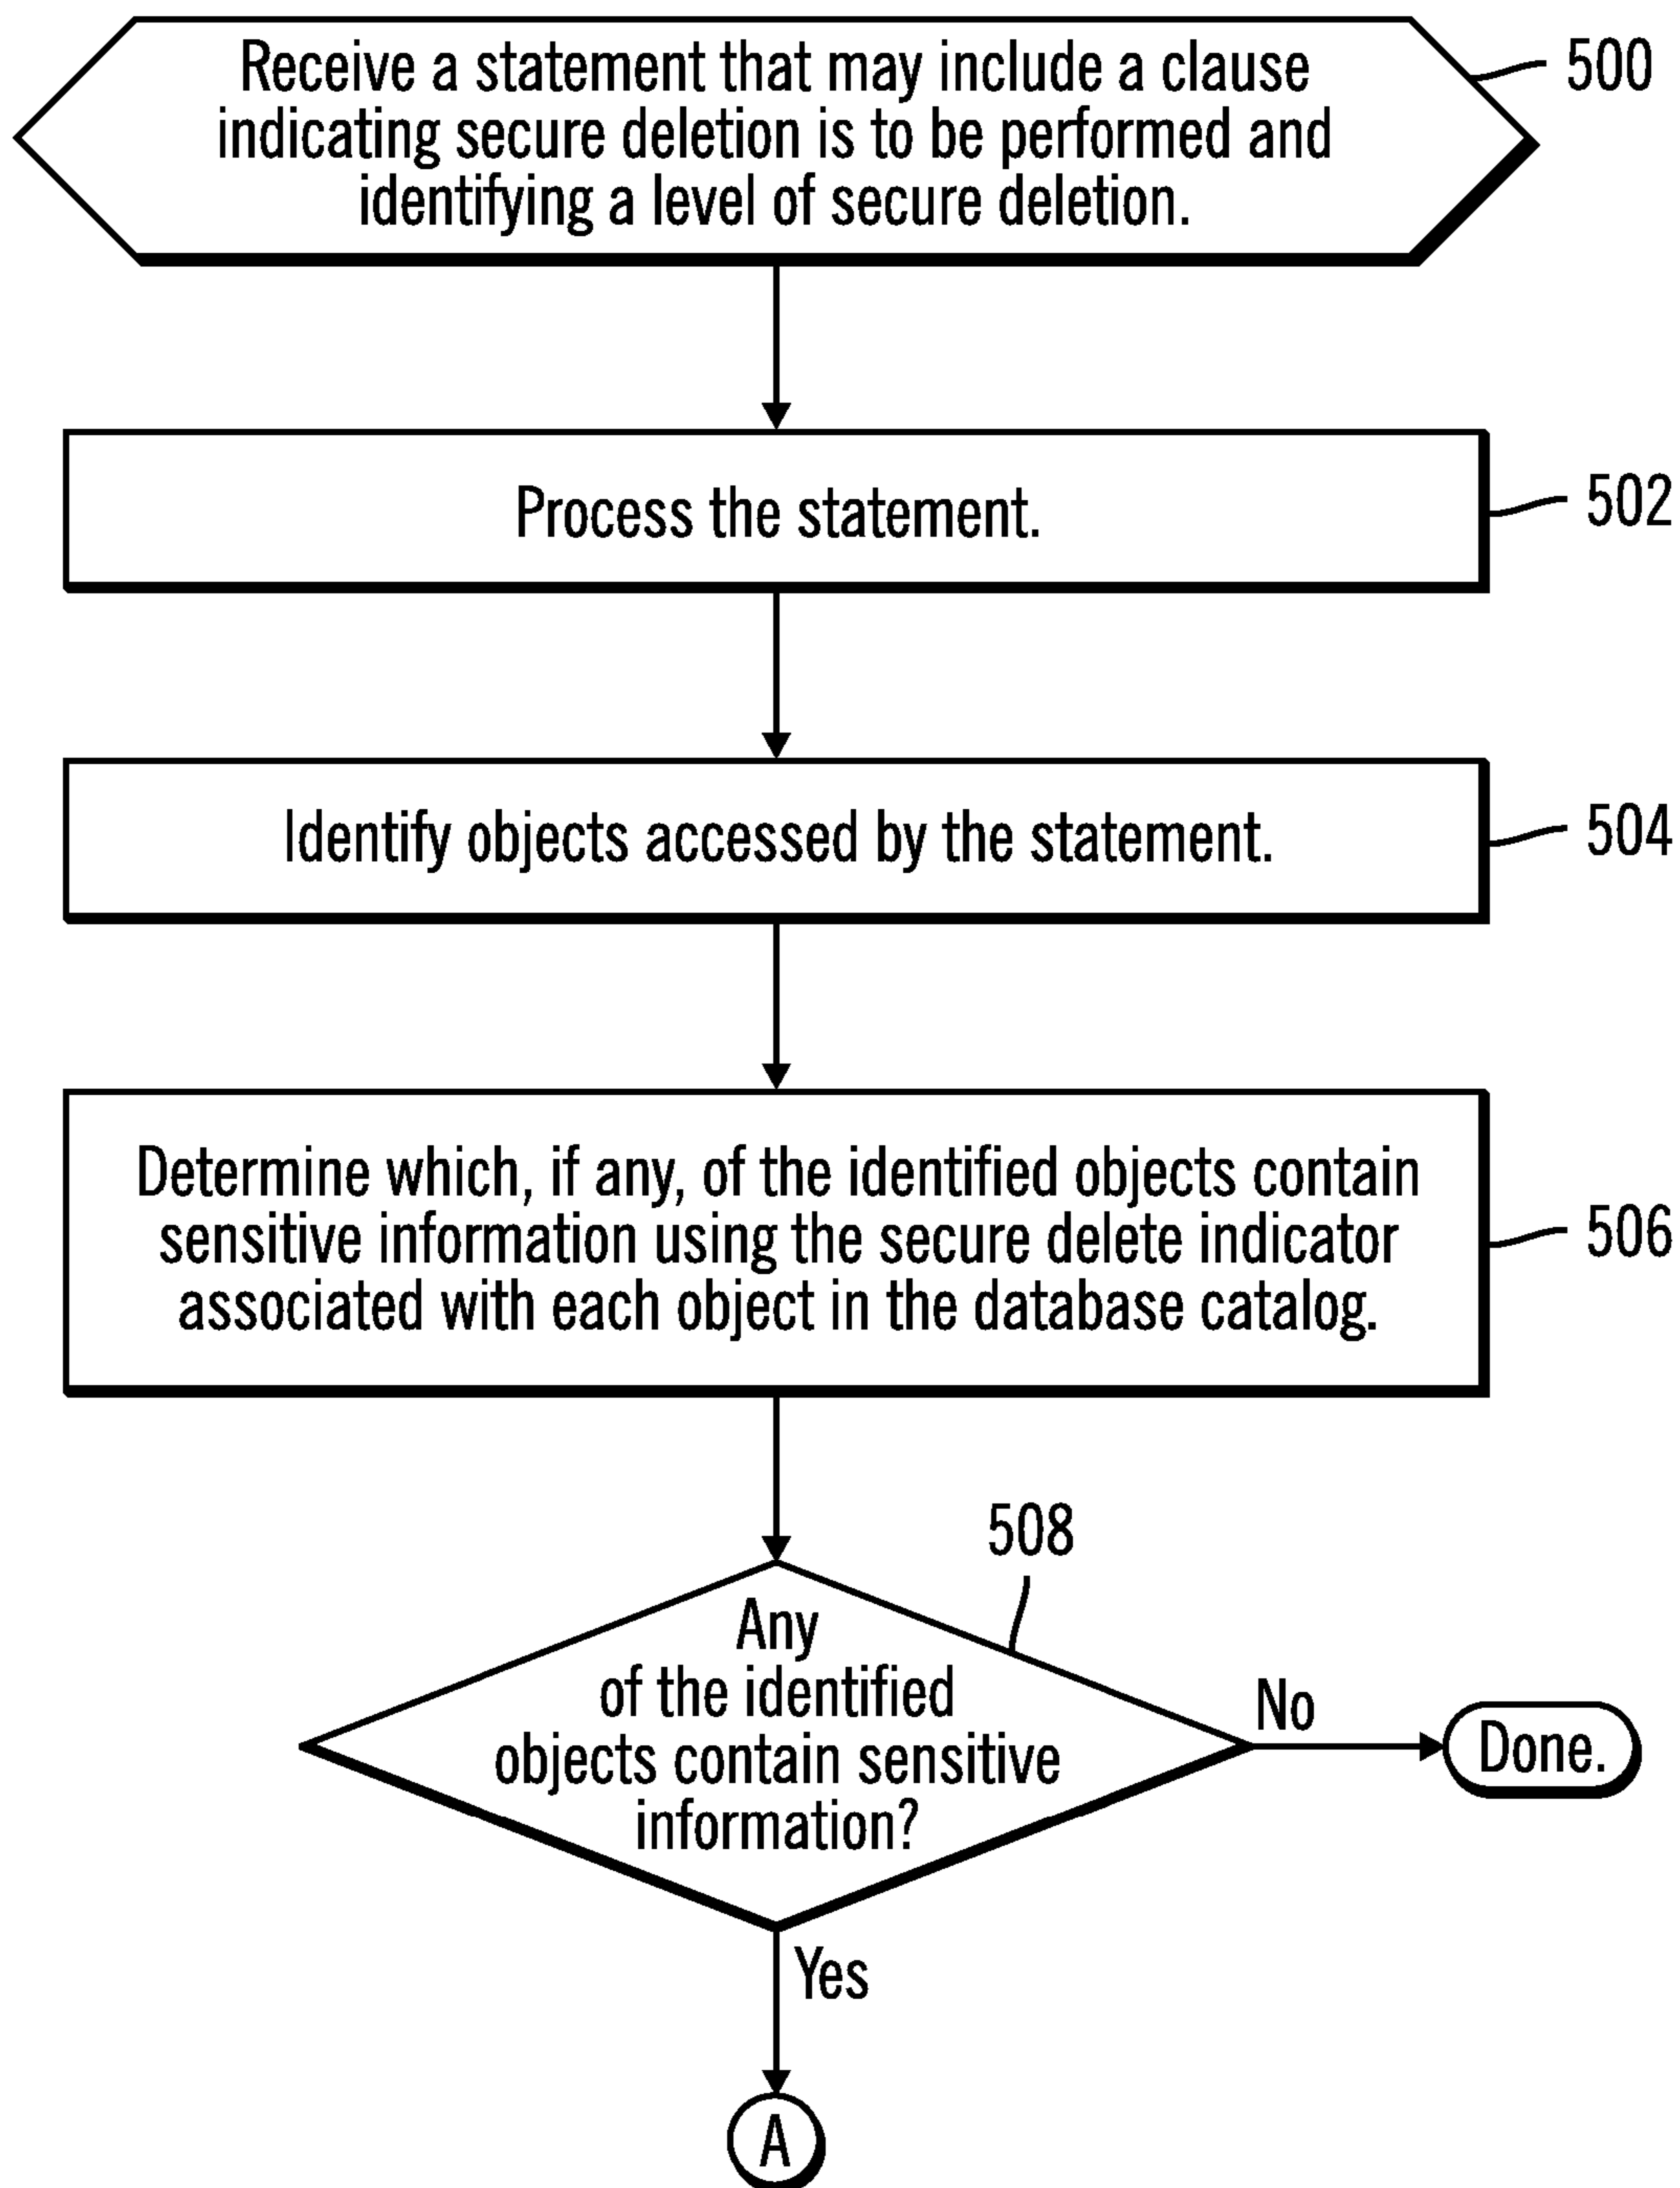 Receive a statement that may include a clause
indicating secure deletion is to be performed and
identifying a level of secure deletion.
500
Process the statement.
502
Identify objects accessed by the statement.
504
Determine which, if any, of the identified objects contain
sensitive information using the secure delete indicator
associated with each object in the database catalog.
506
508
Any
of the identified
objects contain sensitive
information?
No
Done.
Yes
A